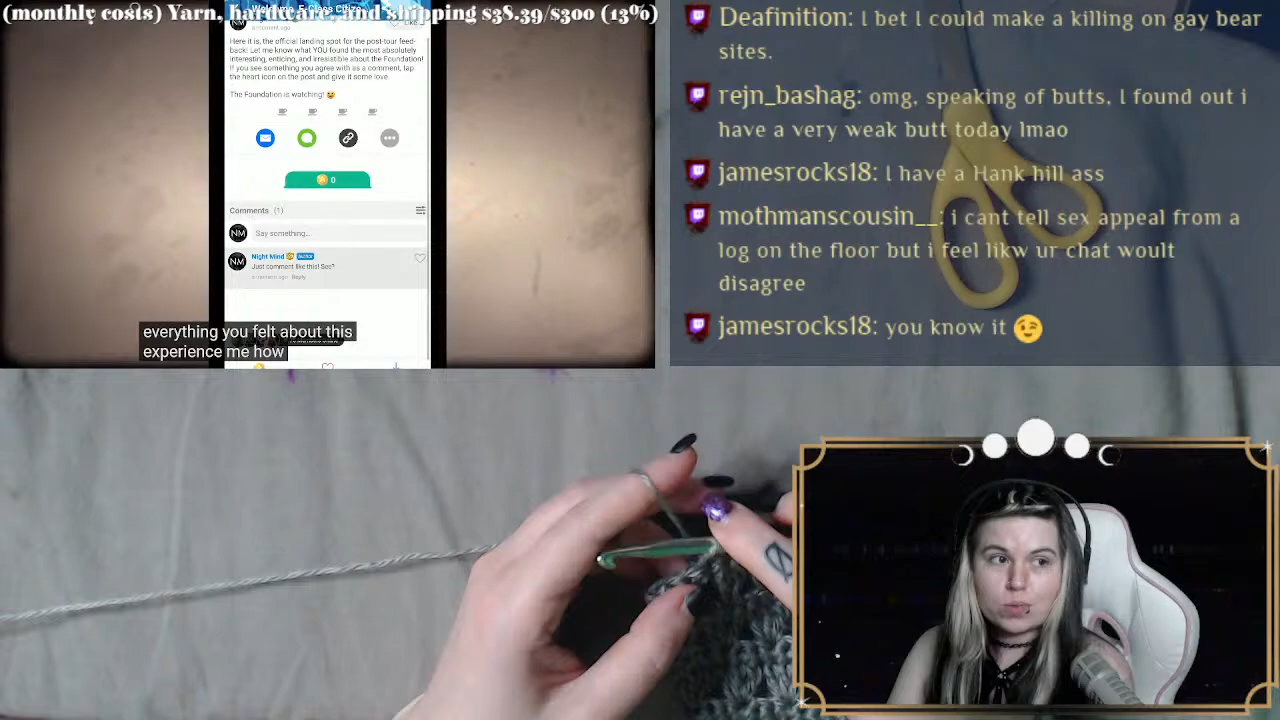 (monthly costs) Yarn, hardware, and shipping $38.39/$300 (13%)
Here it is, the official landing spot for the post-tour feed-
back! Let me know what YOU found the most absolutely
interesting, enticing, and irresistible about the Foundation!
If you see something you agree with as a comment, tap
the heart icon on the post and give it some love.
The Foundation is watching! 😆
0
Comments (1)
NM Say something...
NM Night Mind Author
Just comment like this! See?
a moment ago Reply
everything you felt about this
experience me how
Deafinition: I bet I could make a killing on gay bear
sites.
rejn_bashag: omg, speaking of butts, I found out i
have a very weak butt today lmao
jamesrocks18: I have a Hank hill ass
mothmanscousin__: i cant tell sex appeal from a
log on the floor but i feel likw ur chat woult
disagree
jamesrocks18: you know it 😉